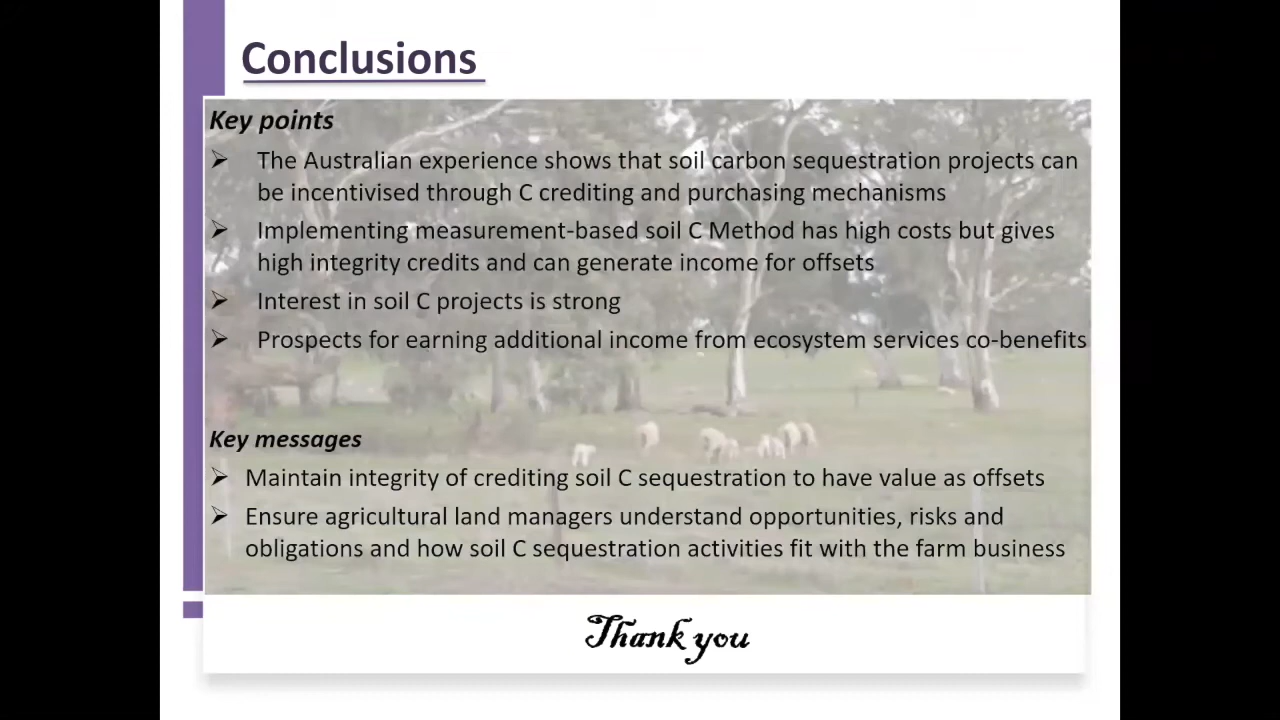 Conclusions
Key points
➢ The Australian experience shows that soil carbon sequestration projects can
be incentivised through C crediting and purchasing mechanisms
➢ Implementing measurement-based soil C Method has high costs but gives
high integrity credits and can generate income for offsets
➢ Interest in soil C projects is strong
➢ Prospects for earning additional income from ecosystem services co-benefits
Key messages
➢ Maintain integrity of crediting soil C sequestration to have value as offsets
➢ Ensure agricultural land managers understand opportunities, risks and
obligations and how soil C sequestration activities fit with the farm business
Thank you